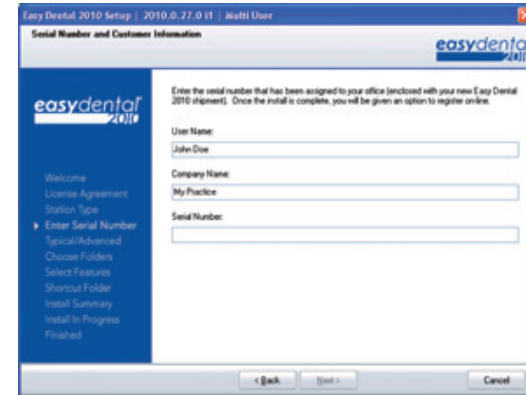 Easy Dental 2010 Setup | 2010.0.27.0 i1 | Multi User
Serial Number and Customer Information
easydental
2010
easydental
2010
Welcome
License Agreement
Station Type
Enter Serial Number
Typical/Advanced
Choose Folders
Select Features
Shortcut Folder
Install Summary
Install In Progress
Finished
Enter the serial number that has been assigned to your office (enclosed with your new Easy Dental
2010 shipment). Once the install is complete, you will be given an option to register on-line.
User Name:
John Doe
Company Name:
My Practice
Serial Number:
< Back
Next >
Cancel